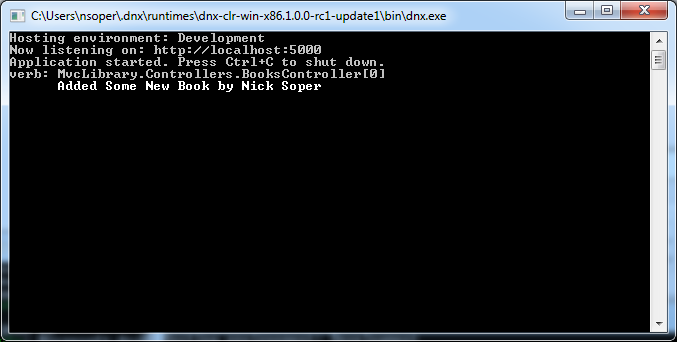 C:\Users\nsoper\.dnx\runtimes\dnx-clr-win-x86.1.0.0-rc1-update1\bin\dnx.exe
Hosting environment: Development
Now listening on: http://localhost:5000
Application started. Press Ctrl+C to shut down.
verb: MvcLibrary.Controllers.BooksController[0]
Added Some New Book by Nick Soper